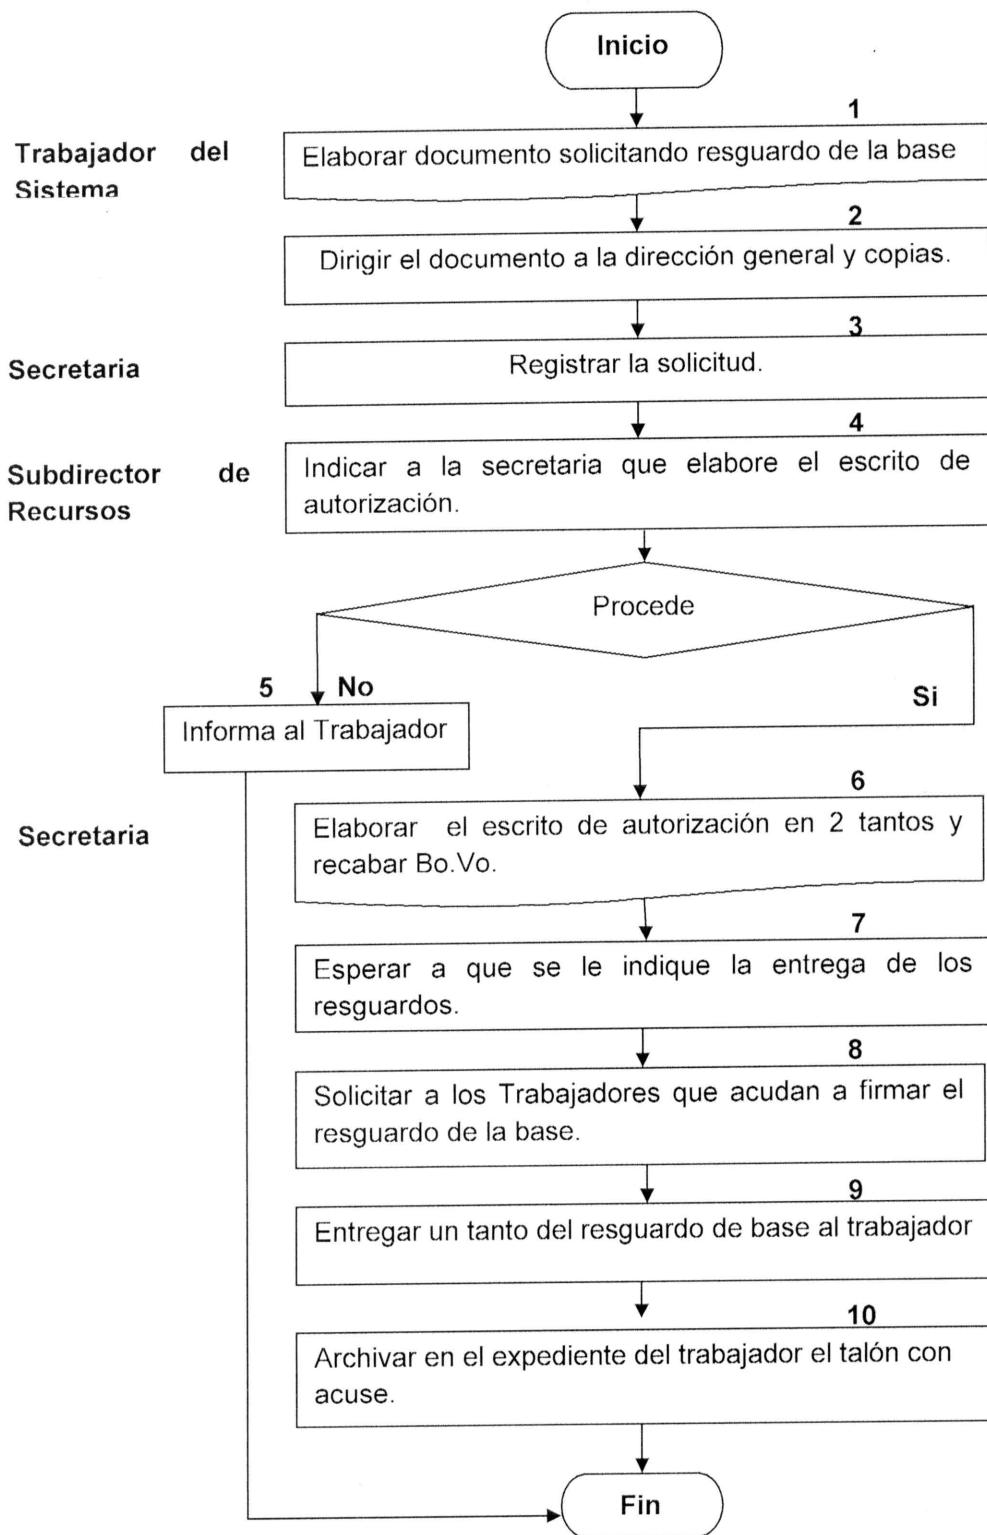 Inicio
1
Trabajador del
Sistema
Elaborar documento solicitando resguardo de la base
2
Dirigir el documento a la dirección general y copias.
3
Secretaria
Registrar la solicitud.
4
Subdirector de
Recursos
Indicar a la secretaria que elabore el escrito de
autorización.
Procede
5 No
Si
Informa al Trabajador
6
Secretaria
Elaborar el escrito de autorización en 2 tantos y
recabar Bo.Vo.
7
Esperar a que se le indique la entrega de los
resguardos.
8
Solicitar a los Trabajadores que acudan a firmar el
resguardo de la base.
9
Entregar un tanto del resguardo de base al trabajador
10
Archivar en el expediente del trabajador el talón con
acuse.
Fin